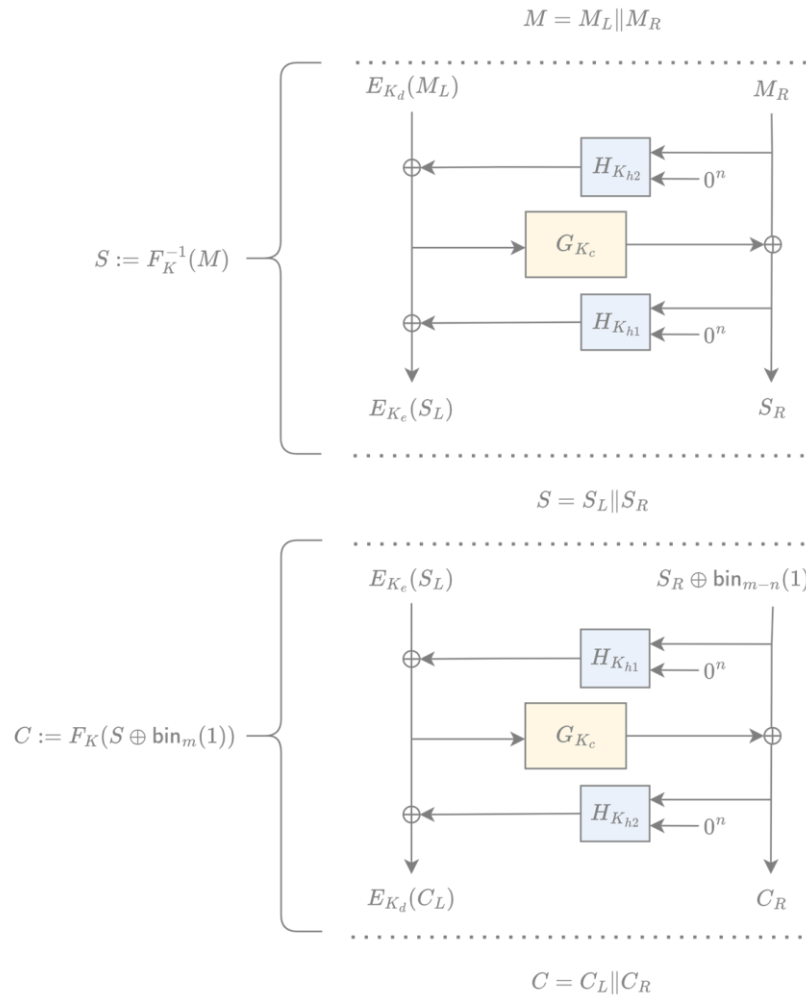 M = M_L∥M_R
E_{K_d}(M_L)
M_R
H_{K_{h2}}
0^n
G_{K_c}
S := F_K^{-1}(M)
H_{K_{h1}}
0^n
E_{K_e}(S_L)
S_R
S = S_L∥S_R
E_{K_e}(S_L)
S_R ⊕ bin_{m−n}(1)
H_{K_{h1}}
0^n
G_{K_c}
C := F_K(S ⊕ bin_m(1))
H_{K_{h2}}
0^n
E_{K_d}(C_L)
C_R
C = C_L∥C_R